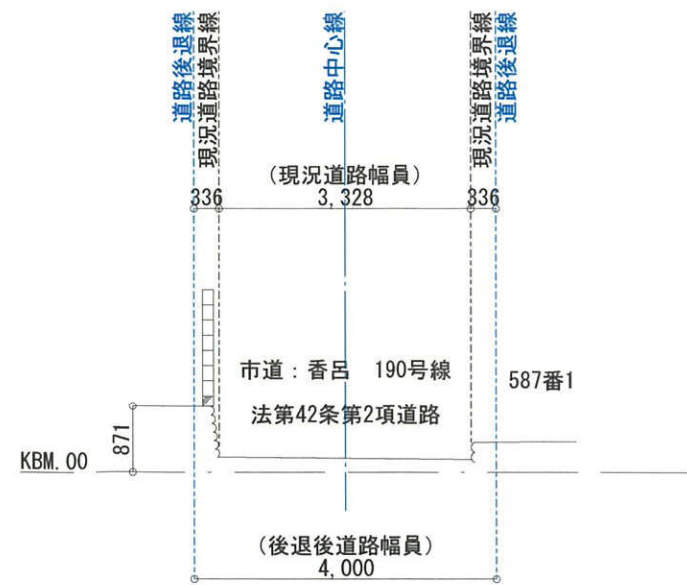 道路後退線
現況道路境界線
道路中心線
現況道路境界線
道路後退線
(現況道路幅員)
336 3,328 336
市道：香呂 190号線
587番1
法第42条第2項道路
871
KBM.00
(後退後道路幅員)
4,000